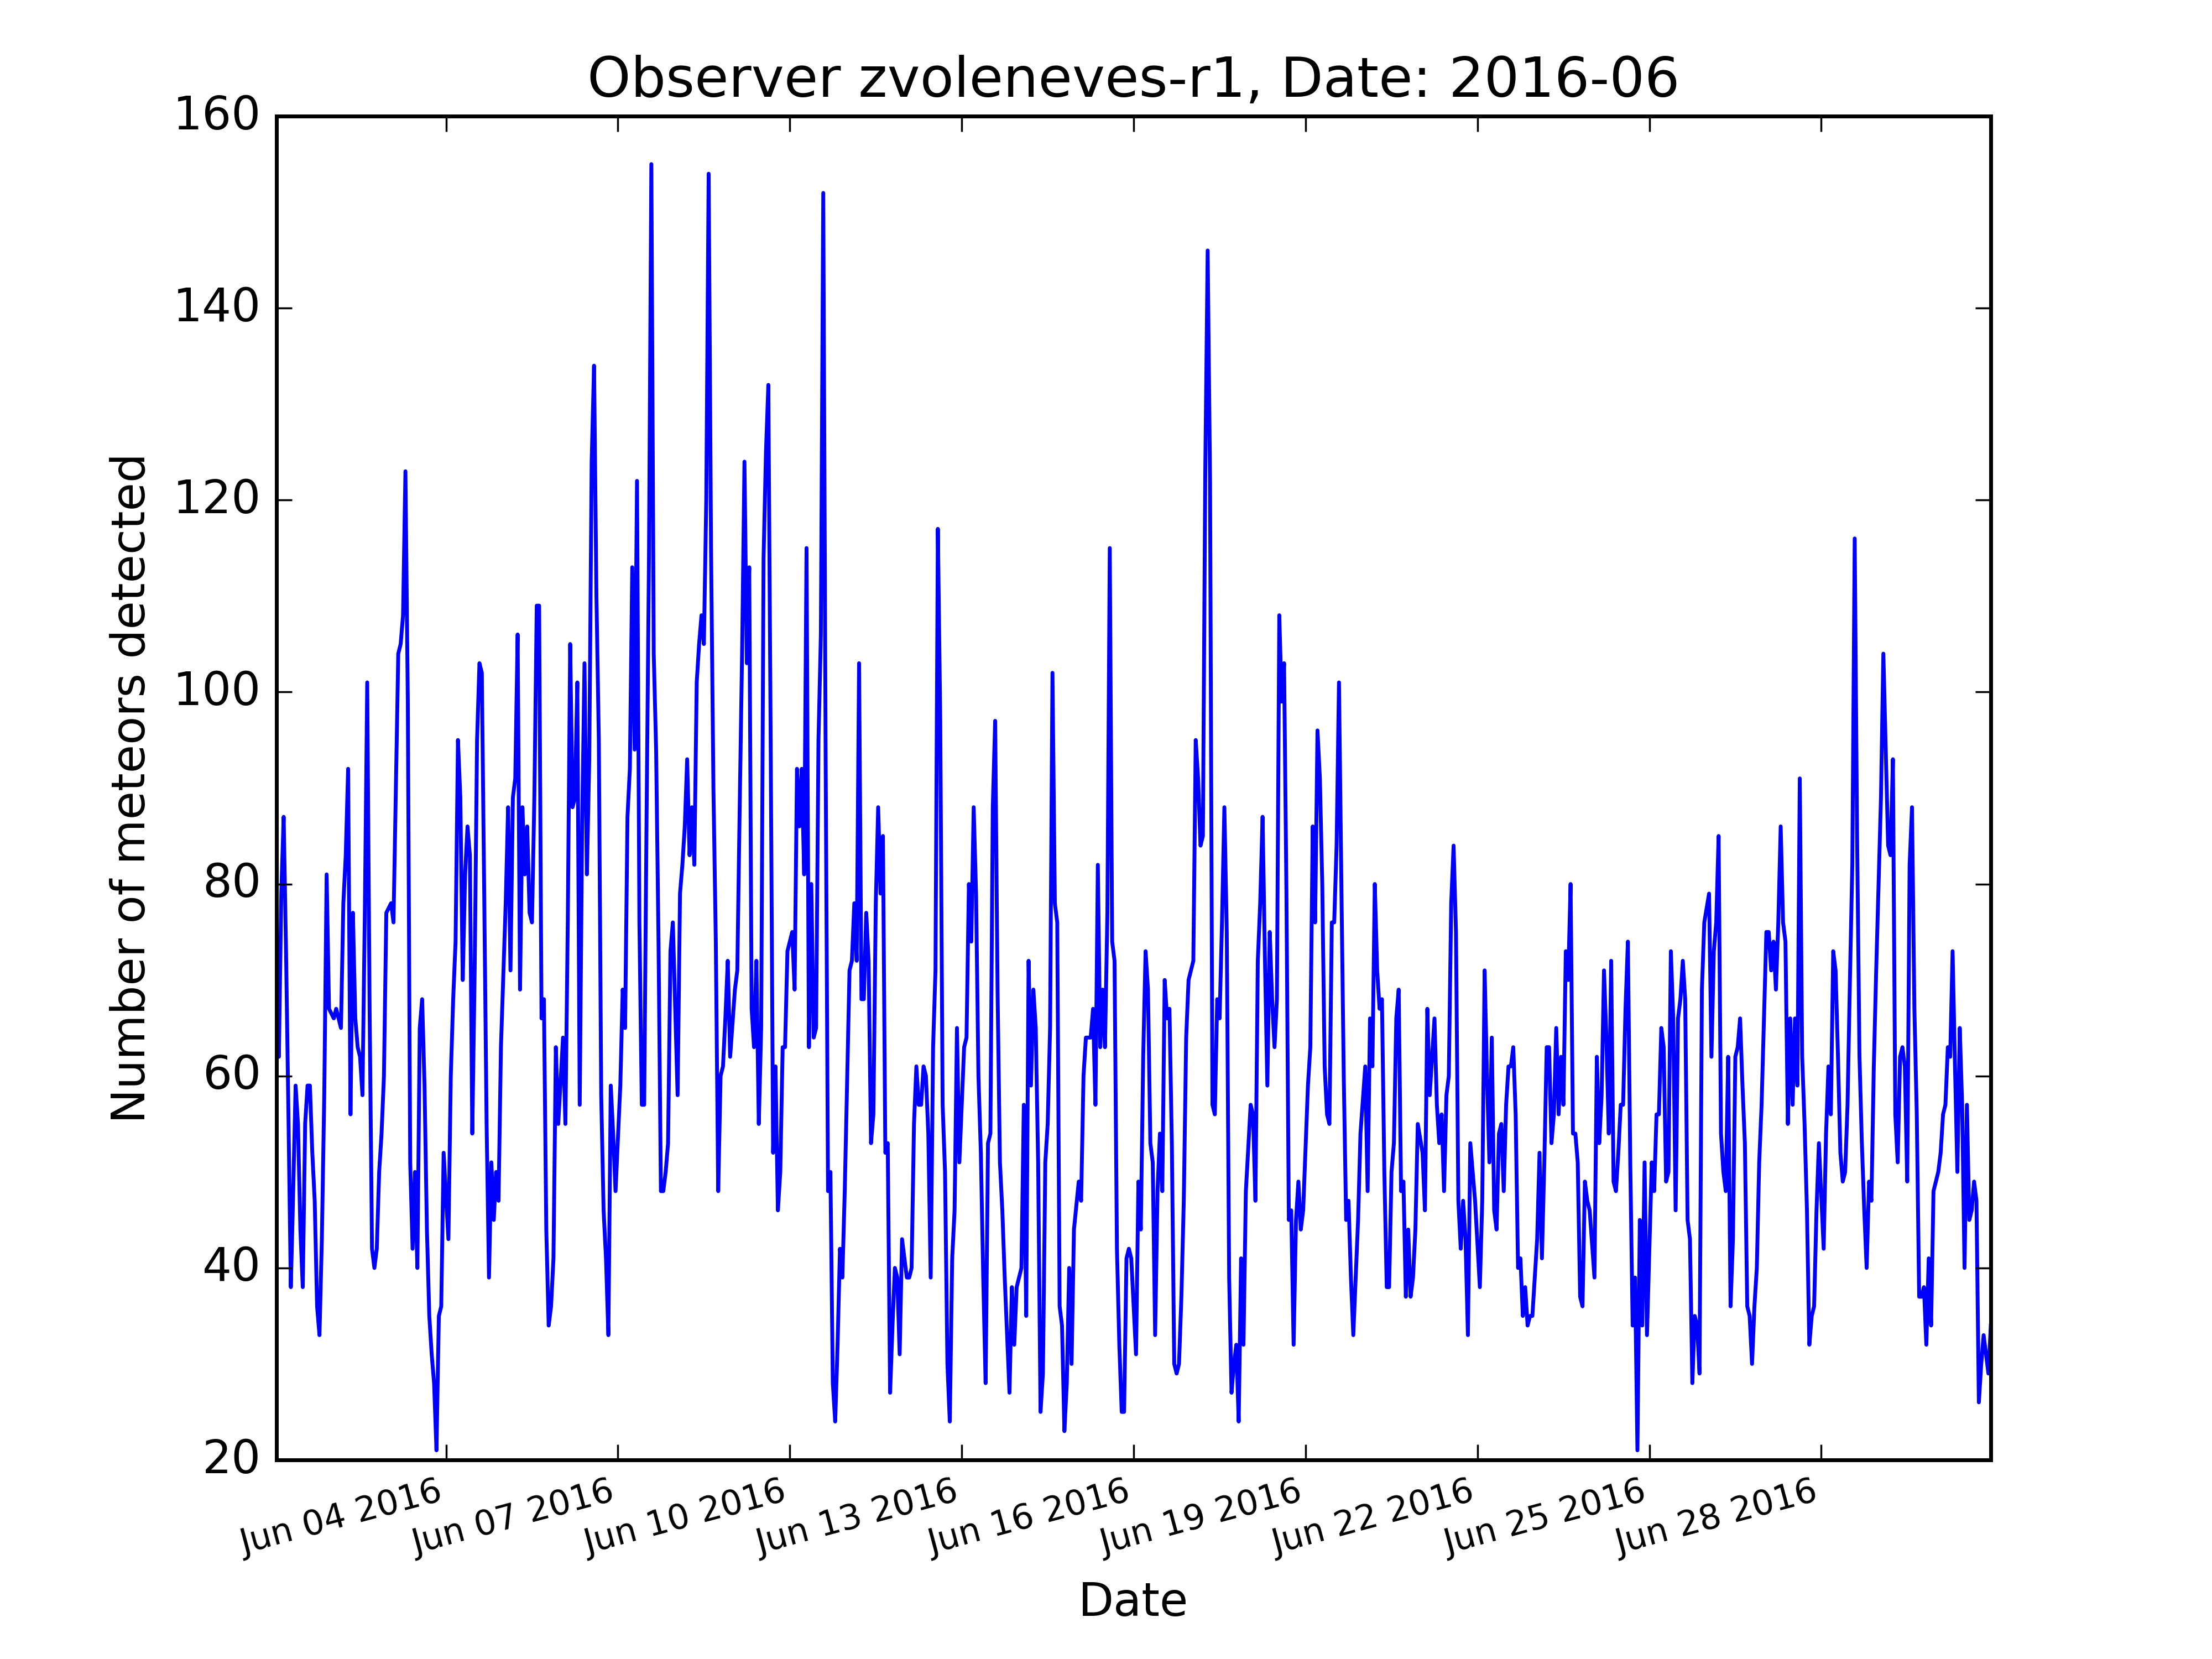 Observer zvoleneves-r1, Date: 2016-06
Number of meteors detected
160
140
120
100
80
60
40
20
Jun 04 2016
Jun 07 2016
Jun 10 2016
Jun 13 2016
Jun 16 2016
Jun 19 2016
Jun 22 2016
Jun 25 2016
Jun 28 2016
Date